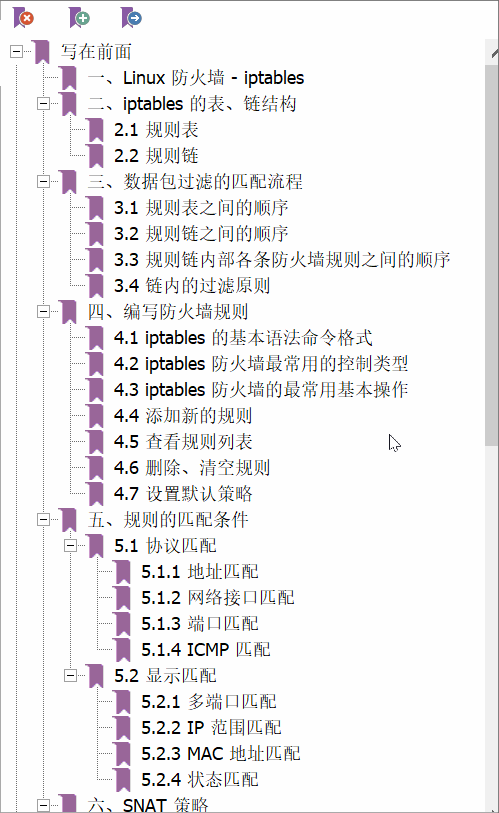 写在前面
一、Linux 防火墙 - iptables
二、iptables 的表、链结构
2.1 规则表
2.2 规则链
三、数据包过滤的匹配流程
3.1 规则表之间的顺序
3.2 规则链之间的顺序
3.3 规则链内部各条防火墙规则之间的顺序
3.4 链内的过滤原则
四、编写防火墙规则
4.1 iptables 的基本语法命令格式
4.2 iptables 防火墙最常用的控制类型
4.3 iptables 防火墙的最常用基本操作
4.4 添加新的规则
4.5 查看规则列表
4.6 删除、清空规则
4.7 设置默认策略
五、规则的匹配条件
5.1 协议匹配
5.1.1 地址匹配
5.1.2 网络接口匹配
5.1.3 端口匹配
5.1.4 ICMP 匹配
5.2 显示匹配
5.2.1 多端口匹配
5.2.2 IP 范围匹配
5.2.3 MAC 地址匹配
5.2.4 状态匹配
六、SNAT 策略